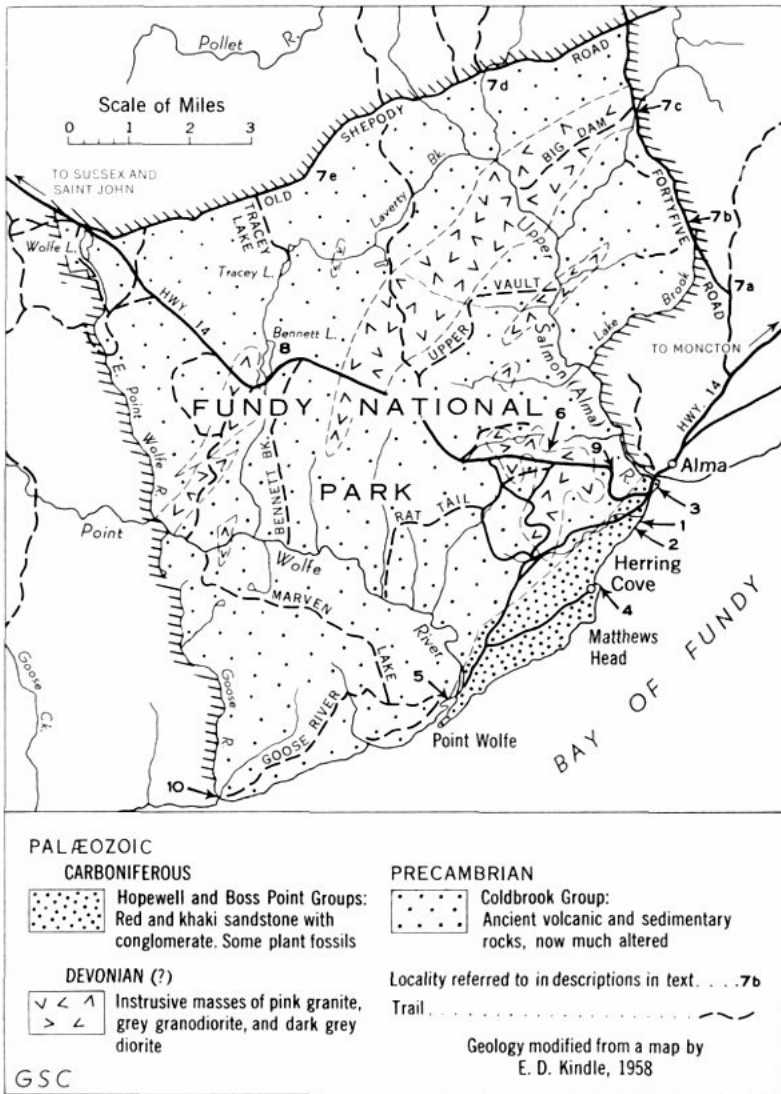 Pollet R.
Scale of Miles
0 1 2 3
OLD SHEPODY ROAD
7d
7c
7e
BIG DAM
TO SUSSEX AND
SAINT JOHN
TRACEY
LAKE
Laverty Bk.
Upper Salmon (Alma) R.
FORTYFIVE ROAD
7b
7a
Wolfe L.
Tracey L.
HWY. 14
UPPER VAULT
Lake Brook
TO MONCTON
HWY. 14
Bennett L.
8
E. Point Wolfe R.
FUNDY NATIONAL
PARK
6
9
Alma
BENNETT BK.
RAT TAIL
3
1
2
Point Wolfe River
Herring
Cove
4
Matthews
Head
MARVEN LAKE
5
Point Wolfe
BAY OF FUNDY
Goose Ck.
Goose R.
GOOSE RIVER
10
PALÆOZOIC
CARBONIFEROUS
Hopewell and Boss Point Groups:
Red and khaki sandstone with
conglomerate. Some plant fossils
DEVONIAN (?)
Instrusive masses of pink granite,
grey granodiorite, and dark grey
diorite
PRECAMBRIAN
Coldbrook Group:
Ancient volcanic and sedimentary
rocks, now much altered
Locality referred to in descriptions in text. . . . 7b
Trail . . . . . . . . . . . . . . . . . . . .
Geology modified from a map by
E. D. Kindle, 1958
GSC